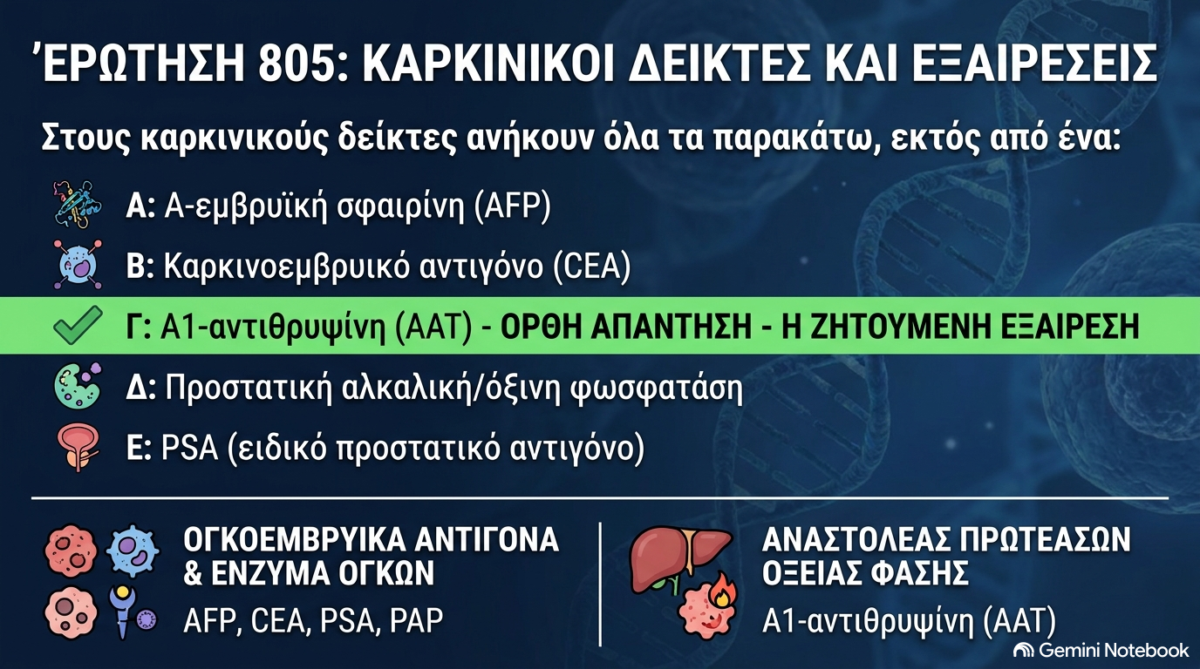 Έ̓ΡΩΤΗΣΗ 805: ΚΑΡΚΙΝΙΚΟΙ ΔΕΙΚΤΕΣ ΚΑΙ ΕΞΑΙΡΕΣΕΙΣ
Στους καρκινικούς δείκτες ανήκουν όλα τα παρακάτω, εκτός από ένα:
Α: Α-εμβρυϊκή σφαιρίνη (AFP)
Β: Καρκινοεμβρυικό αντιγόνο (CEA)
Γ: Α1-αντιθρυψίνη (AAT) - ΟΡΘΗ ΑΠΑΝΤΗΣΗ - Η ΖΗΤΟΥΜΕΝΗ ΕΞΑΙΡΕΣΗ
Δ: Προστατική αλκαλική/όξινη φωσφατάση
Ε: PSA (ειδικό προστατικό αντιγόνο)
ΟΓΚΟΕΜΒΡΥΙΚΑ ΑΝΤΙΓΟΝΑ
& ΕΝΖΥΜΑ ΟΓΚΩΝ
AFP, CEA, PSA, PAP
ΑΝΑΣΤΟΛΕΑΣ ΠΡΩΤΕΑΣΩΝ
ΟΞΕΙΑΣ ΦΑΣΗΣ
Α1-αντιθρυψίνη (AAT)
Gemini Notebook